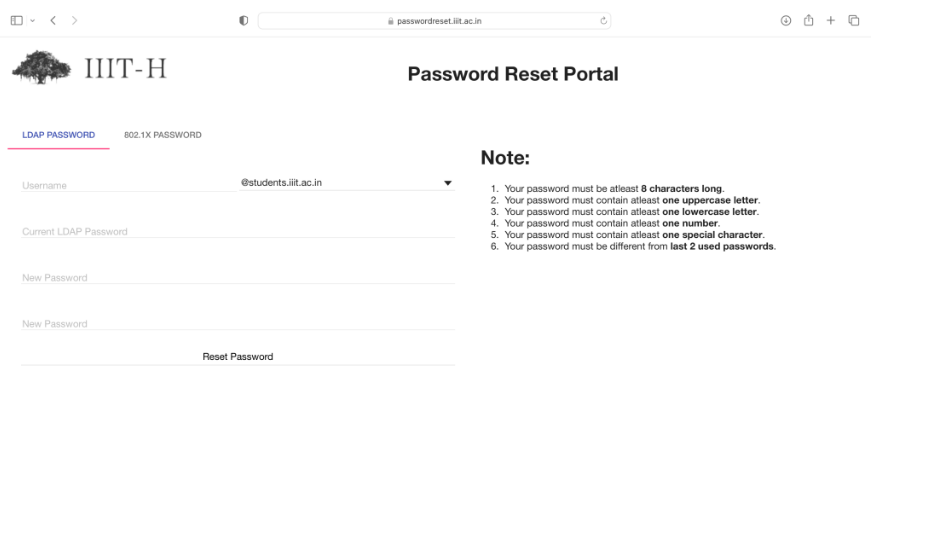 passwordreset.iiit.ac.in
IIIT-H
Password Reset Portal
LDAP PASSWORD 802.1X PASSWORD
Username @students.iiit.ac.in
Current LDAP Password
New Password
New Password
Reset Password
Note:
1. Your password must be atleast 8 characters long.
2. Your password must contain atleast one uppercase letter.
3. Your password must contain atleast one lowercase letter.
4. Your password must contain atleast one number.
5. Your password must contain atleast one special character.
6. Your password must be different from last 2 used passwords.